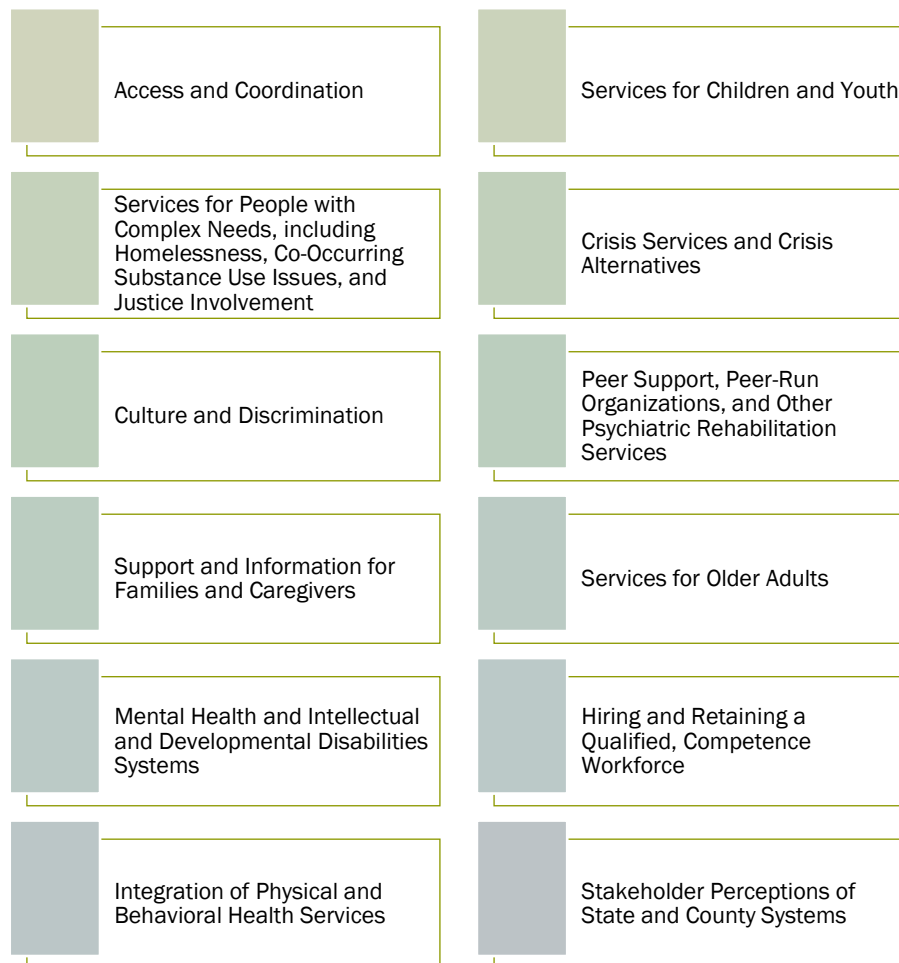 Access and Coordination
Services for Children and Youth
Services for People with
Complex Needs, including
Homelessness, Co-Occurring
Substance Use Issues, and
Justice Involvement
Crisis Services and Crisis
Alternatives
Culture and Discrimination
Peer Support, Peer-Run
Organizations, and Other
Psychiatric Rehabilitation
Services
Support and Information for
Families and Caregivers
Services for Older Adults
Mental Health and Intellectual
and Developmental Disabilities
Systems
Hiring and Retaining a
Qualified, Competence
Workforce
Integration of Physical and
Behavioral Health Services
Stakeholder Perceptions of
State and County Systems